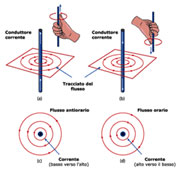 Conduttore
corrente
Conduttore
corrente
Tracciato del
flusso
(a)
(b)
Flusso antiorario
Flusso orario
Corrente
(basso verso l'alto)
Corrente
(alto verso il basso)
(c)
(d)